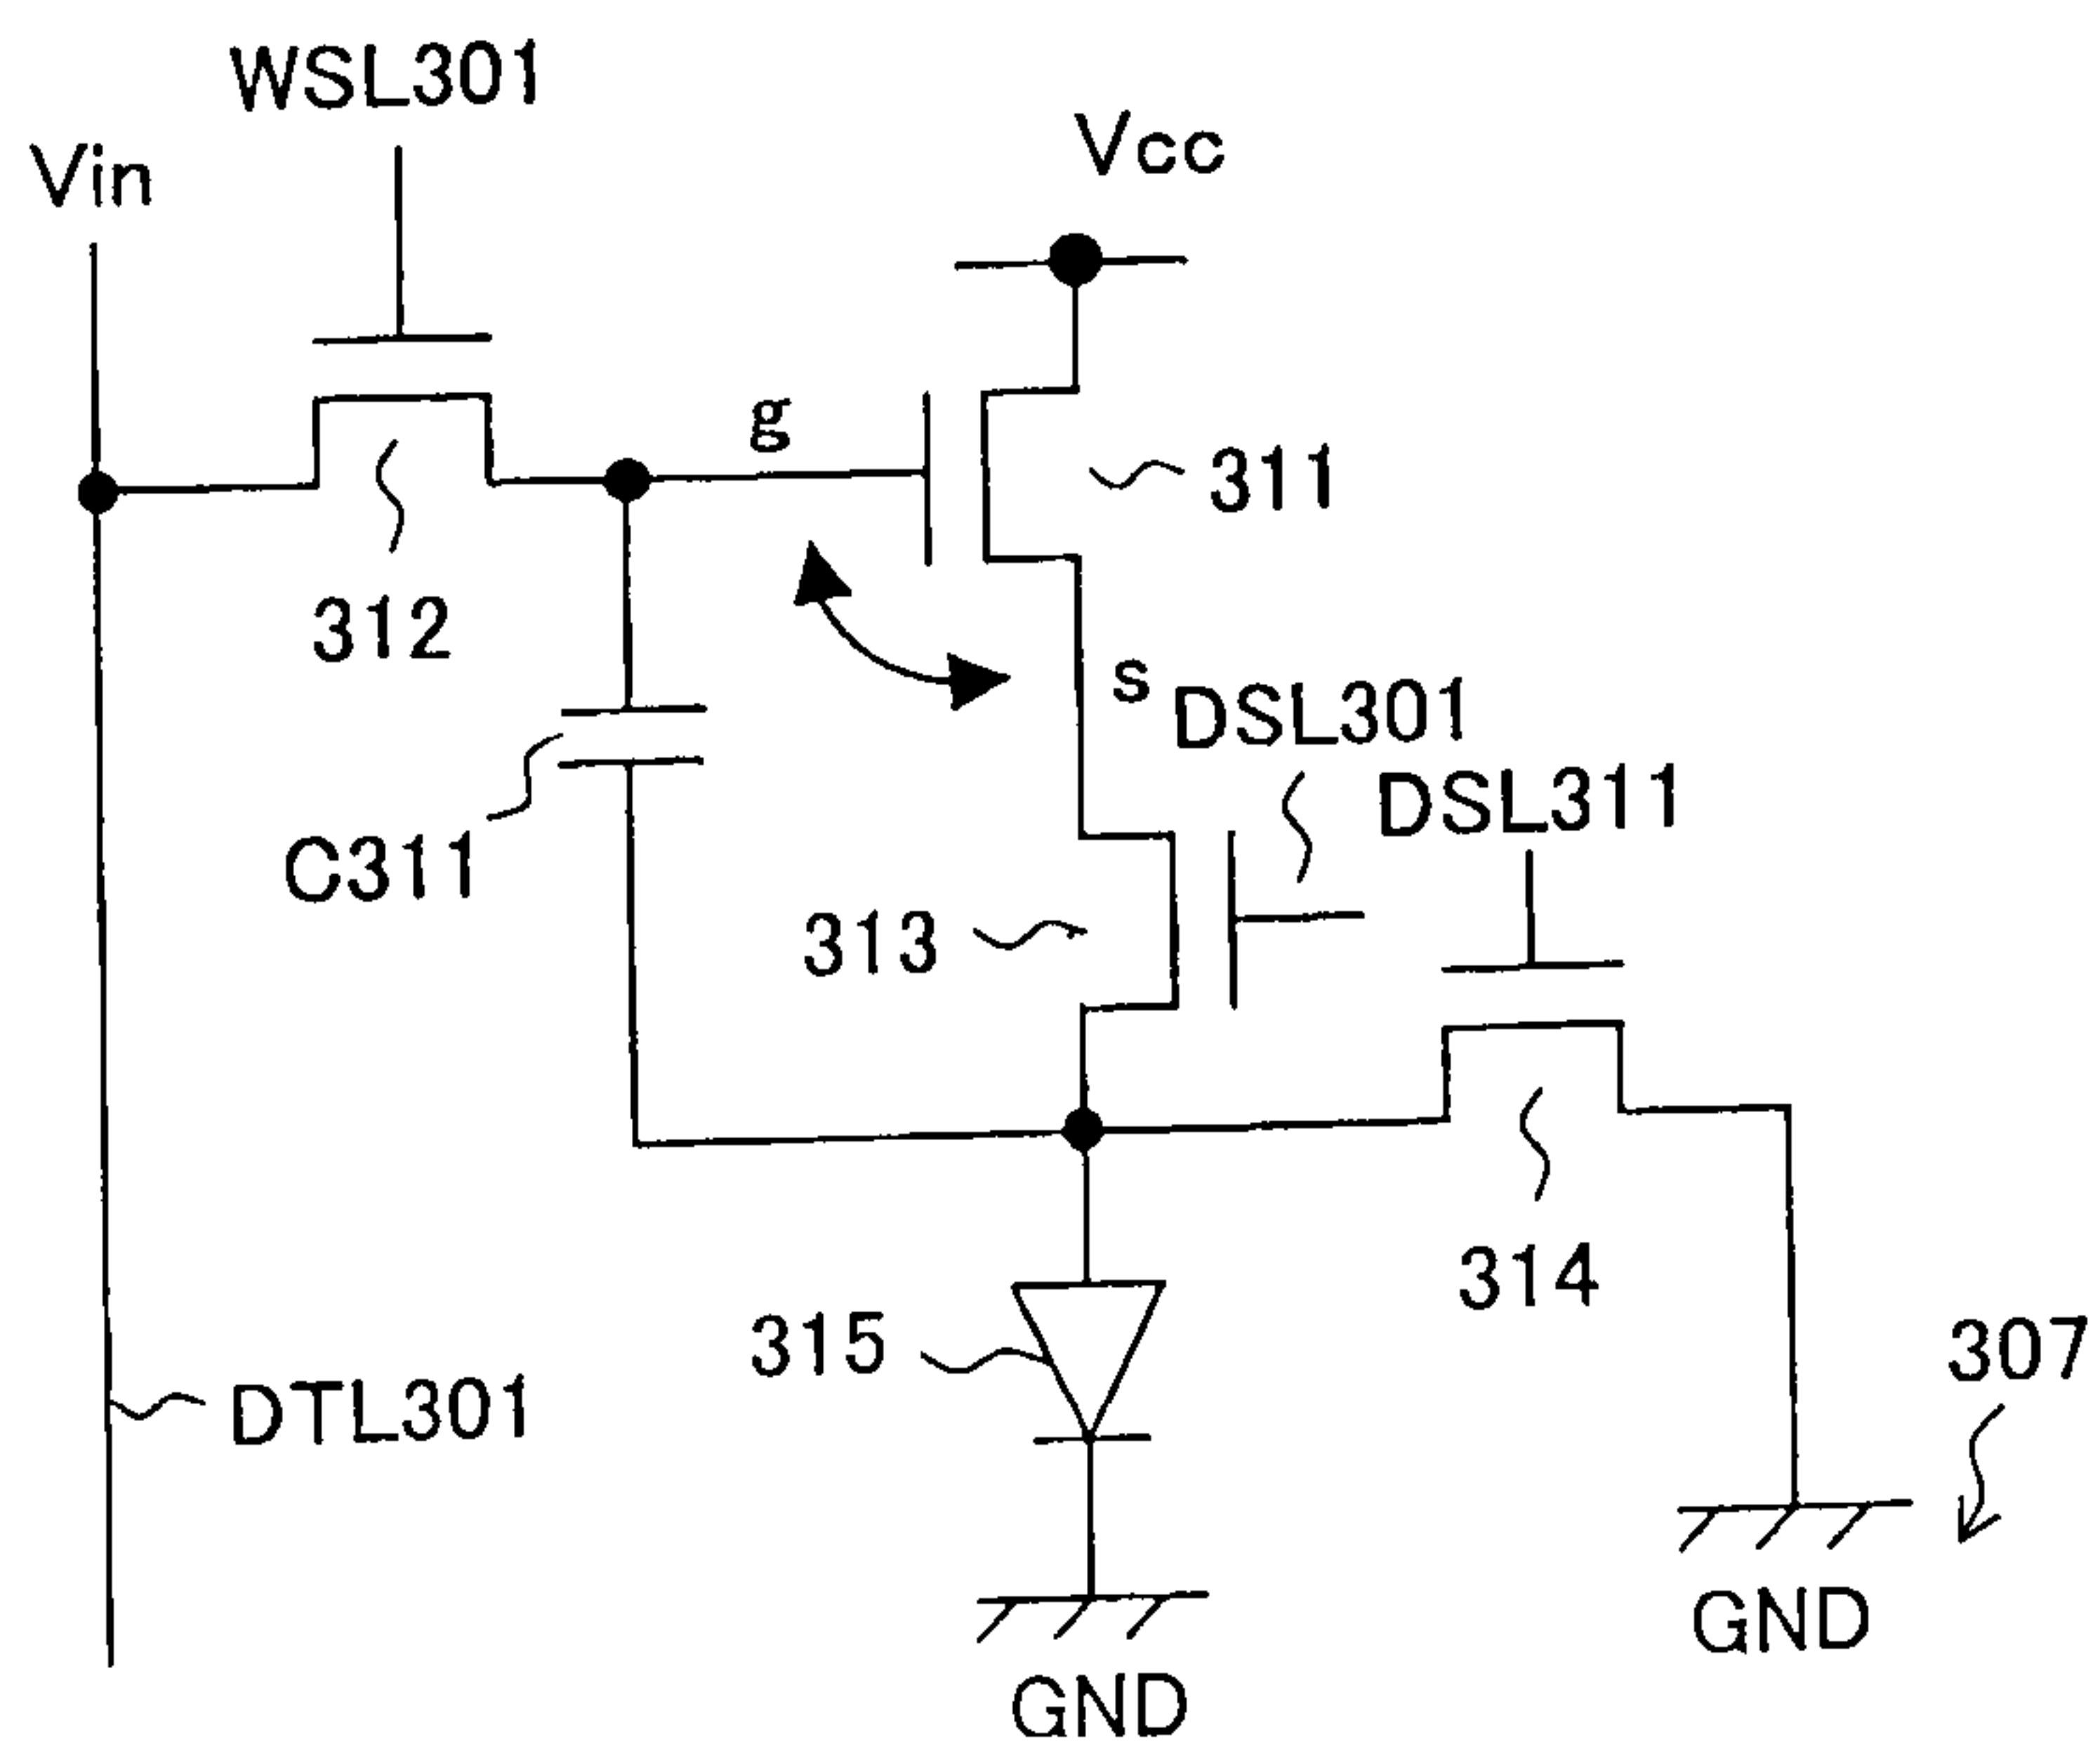 WSL301
Vin
Vcc
g
311
312
s
DSL301
DSL311
C311
313
314
315
307
DTL301
GND
GND